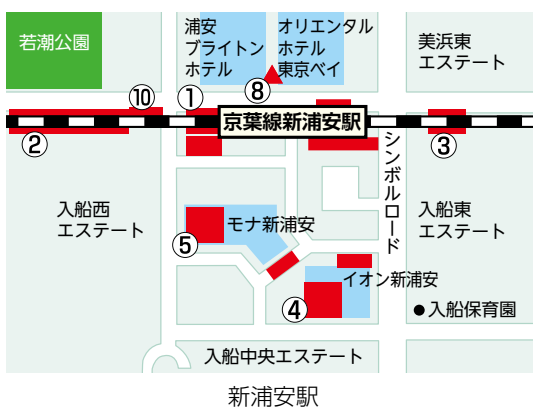 若潮公園
浦安
ブライトン
ホテル
オリエンタル
ホテル
東京ベイ
美浜東
エステート
⑩
①
⑧
京葉線新浦安駅
②
③
シンボルロード
入船西
エステート
モナ新浦安
入船東
エステート
⑤
イオン新浦安
④
●入船保育園
入船中央エステート
新浦安駅